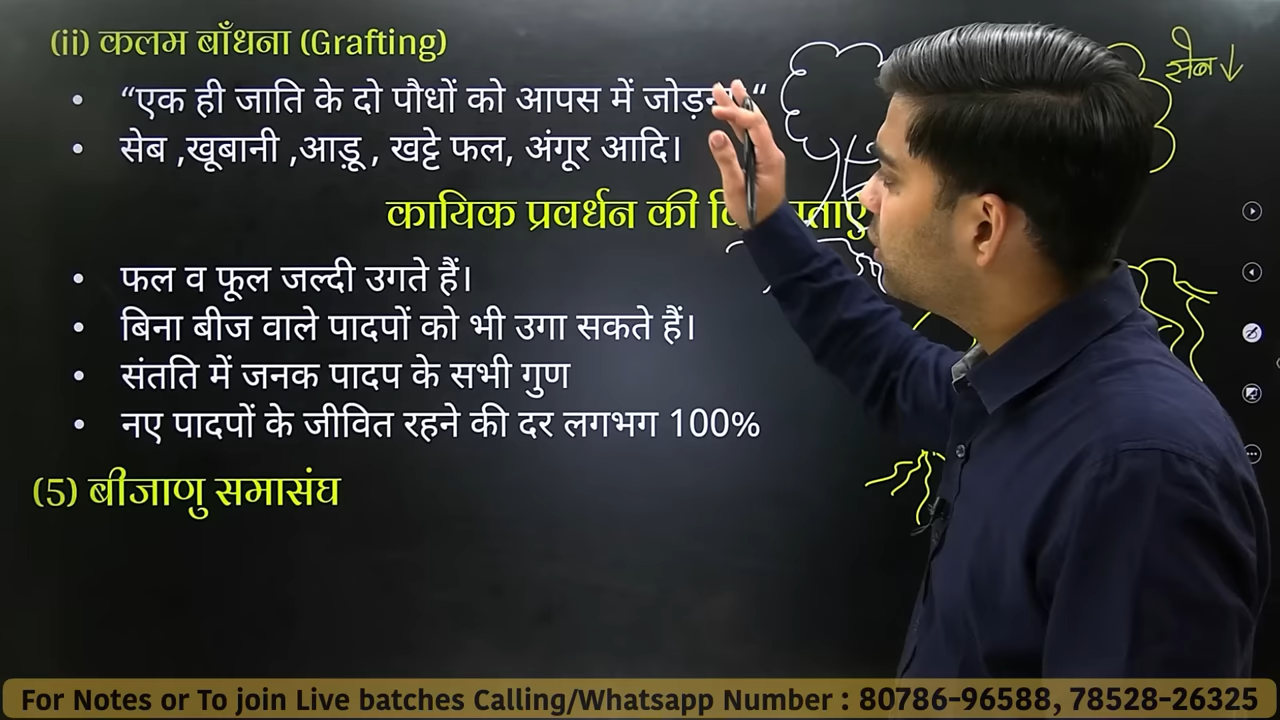 (ii) कलम बाँधना (Grafting)
सेब ↓
• “एक ही जाति के दो पौधों को आपस में
• सेब ,खूबानी ,आड़ू , खट्टे फल, अंगूर आदि।
कायिक प्रवर्धन की
• फल व फूल जल्दी उगते हैं।
• बिना बीज वाले पादपों को भी उगा सकते हैं।
• संतति में जनक पादप के सभी गुण
• नए पादपों के जीवित रहने की दर लगभग 100%
(5) बीजाणु समासंघ
For Notes or To join Live batches Calling/Whatsapp Number : 80786-96588, 78528-26325